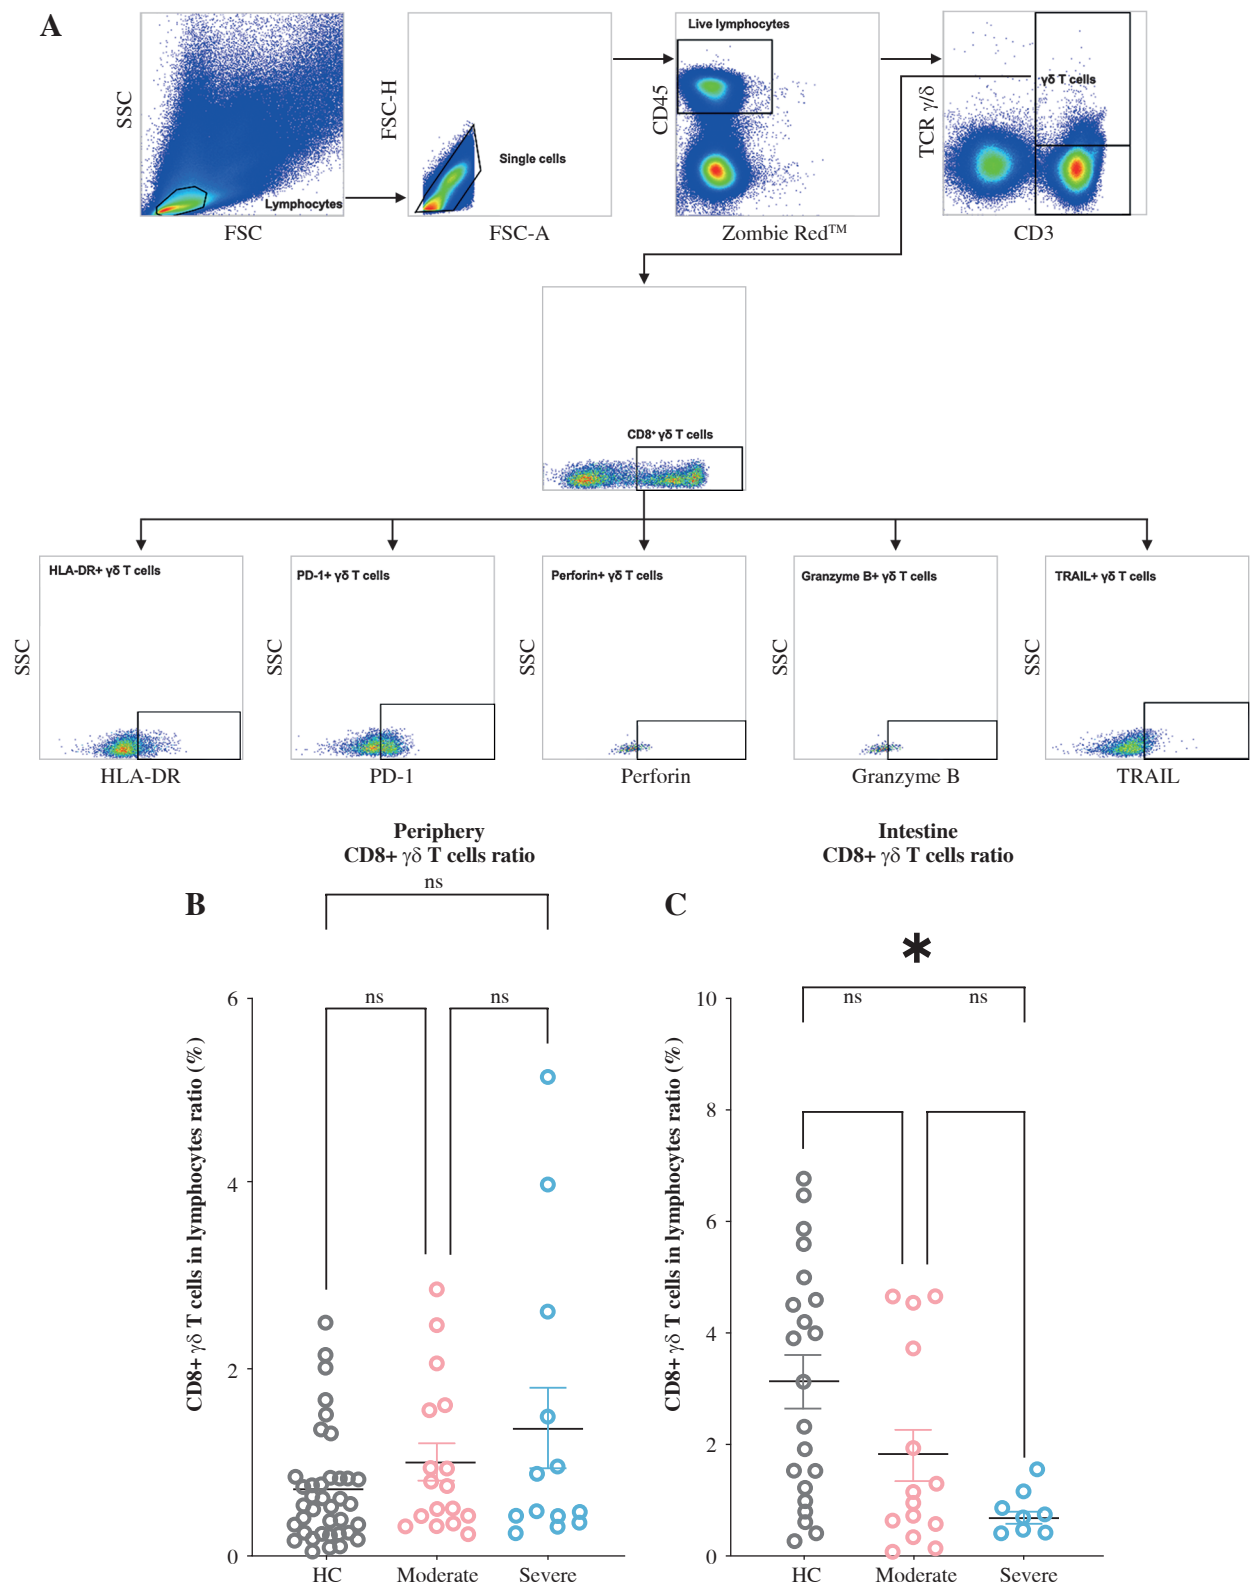 A
SSC
Lymphocytes
FSC
FSC-H
Single cells
FSC-A
Live lymphocytes
CD45
Zombie Red™
TCR γ/δ
γδ T cells
CD3
CD8⁺ γδ T cells
HLA-DR+ γδ T cells
SSC
HLA-DR
PD-1+ γδ T cells
SSC
PD-1
Perforin+ γδ T cells
SSC
Perforin
Granzyme B+ γδ T cells
SSC
Granzyme B
TRAIL+ γδ T cells
SSC
TRAIL
Periphery
CD8+ γδ T cells ratio
B
ns
ns
ns
CD8+ γδ T cells in lymphocytes ratio (%)
6
4
2
0
HC
Moderate
Severe
Intestine
CD8+ γδ T cells ratio
C
*
ns
ns
CD8+ γδ T cells in lymphocytes ratio (%)
10
8
6
4
2
0
HC
Moderate
Severe